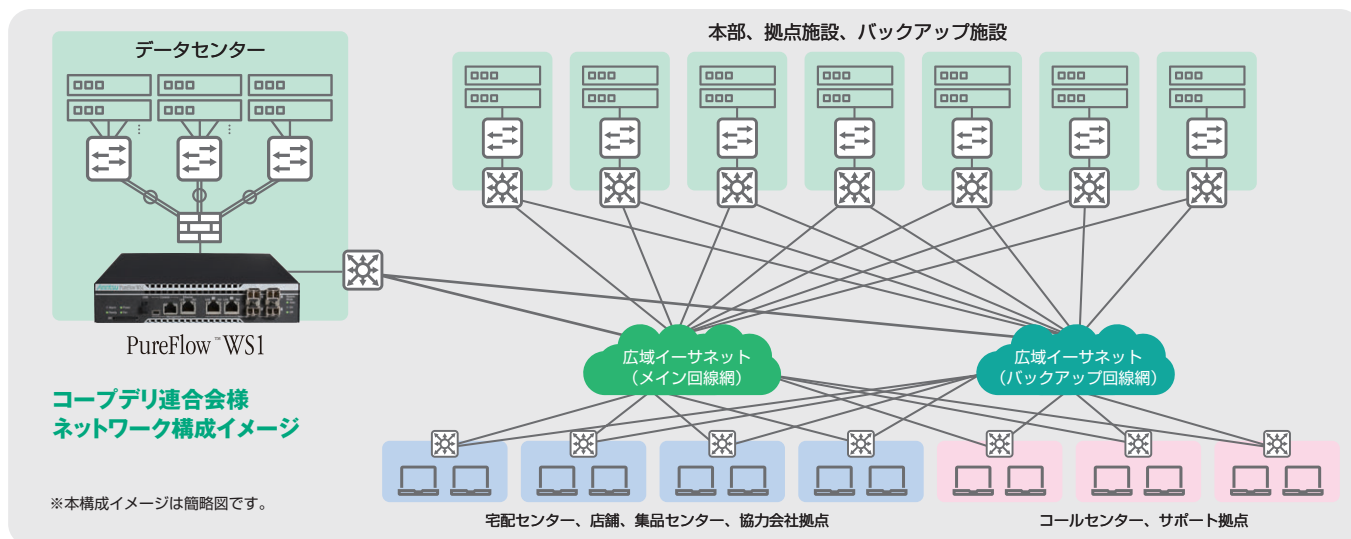 データセンター
本部、拠点施設、バックアップ施設
PureFlow™WS1
広域イーサネット
（メイン回線網）
広域イーサネット
（バックアップ回線網）
コープデリ連合会様
ネットワーク構成イメージ
※本構成イメージは簡略図です。
宅配センター、店舗、集品センター、協力会社拠点
コールセンター、サポート拠点